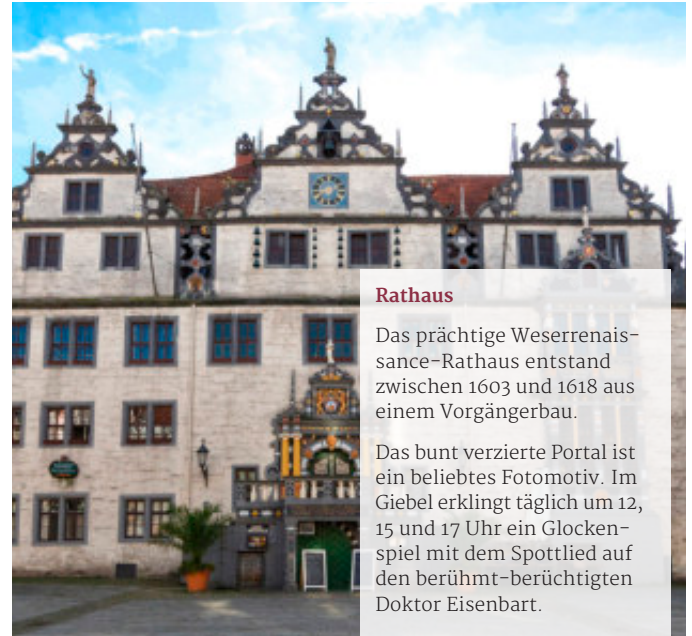 Rathaus
Das prächtige Weserrenais-
sance-Rathaus entstand
zwischen 1603 und 1618 aus
einem Vorgängerbau.
Das bunt verzierte Portal ist
ein beliebtes Fotomotiv. Im
Giebel erklingt täglich um 12,
15 und 17 Uhr ein Glocken-
spiel mit dem Spottlied auf
den berühmt-berüchtigten
Doktor Eisenbart.